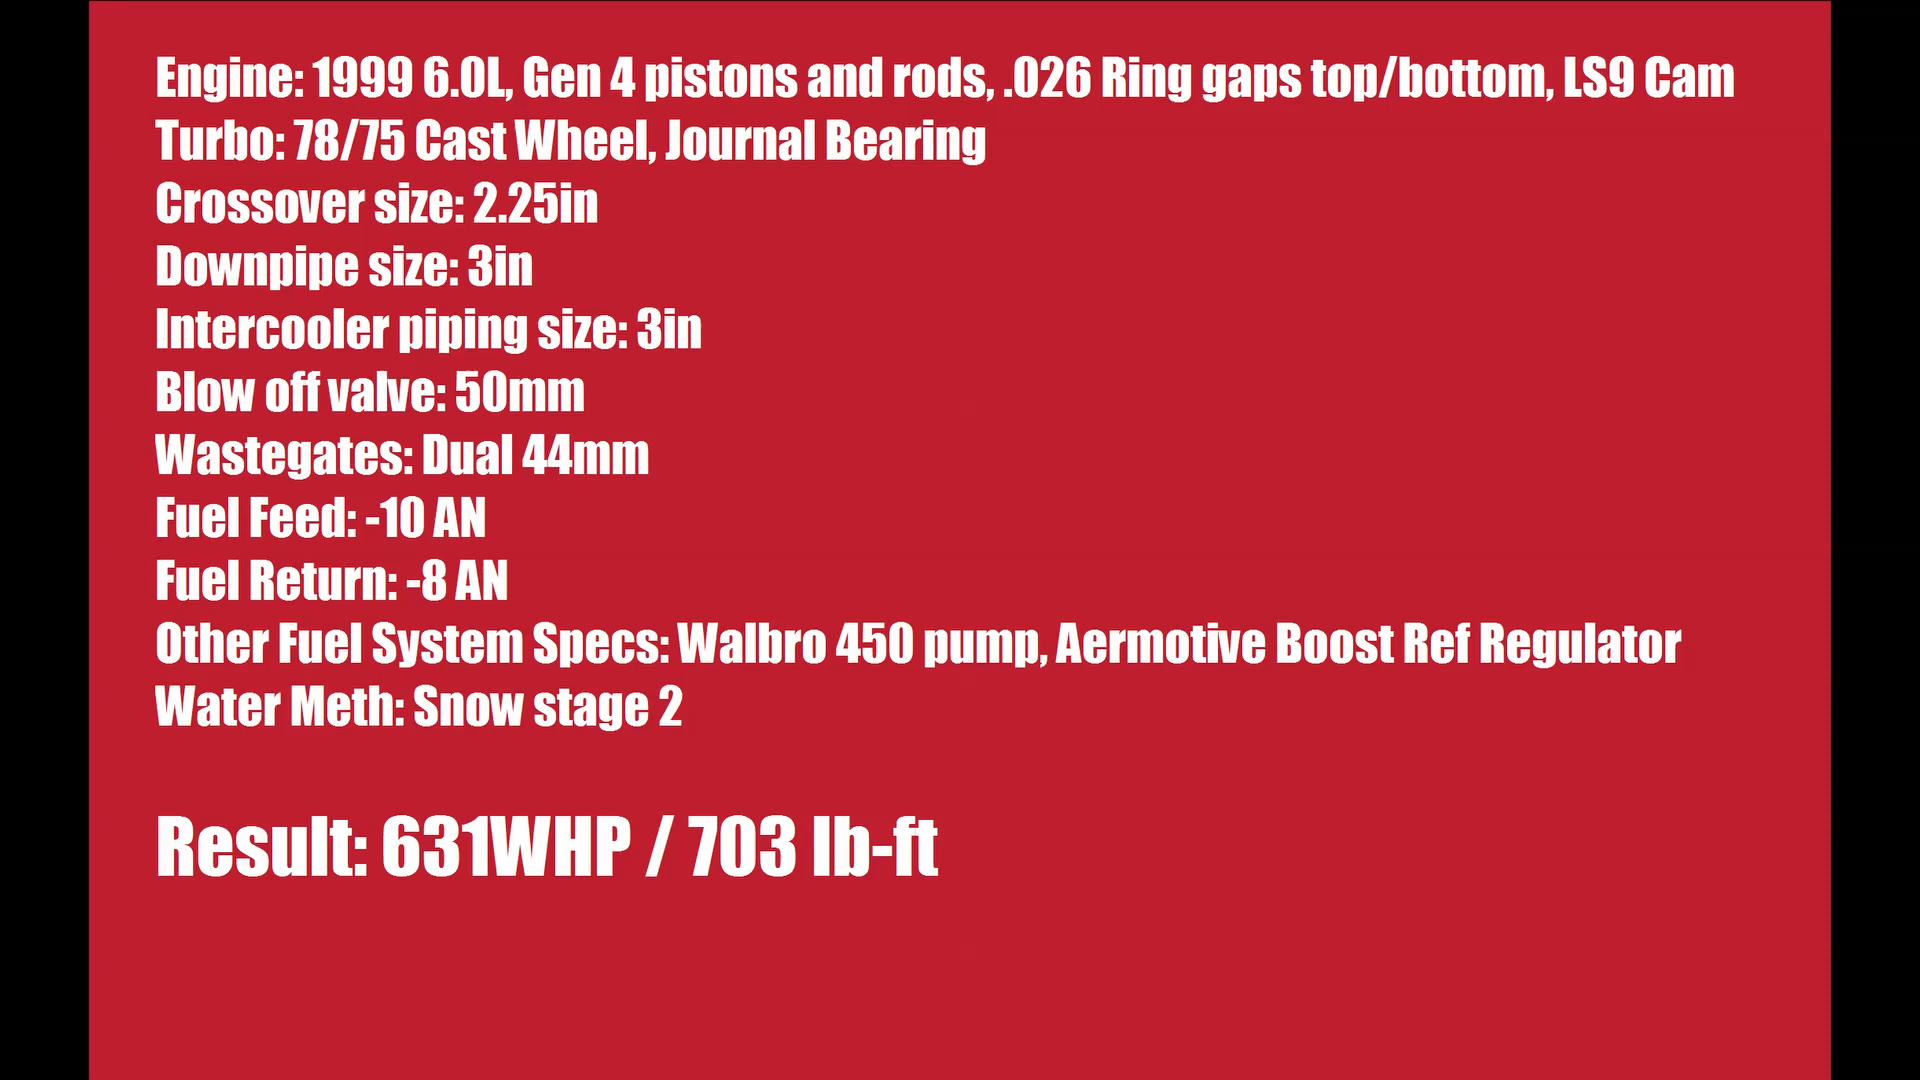 Engine: 1999 6.0L, Gen 4 pistons and rods, .026 Ring gaps top/bottom, LS9 Cam
Turbo: 78/75 Cast Wheel, Journal Bearing
Crossover size: 2.25in
Downpipe size: 3in
Intercooler piping size: 3in
Blow off valve: 50mm
Wastegates: Dual 44mm
Fuel Feed: -10 AN
Fuel Return: -8 AN
Other Fuel System Specs: Walbro 450 pump, Aermotive Boost Ref Regulator
Water Meth: Snow stage 2
Result: 631WHP / 703 lb-ft